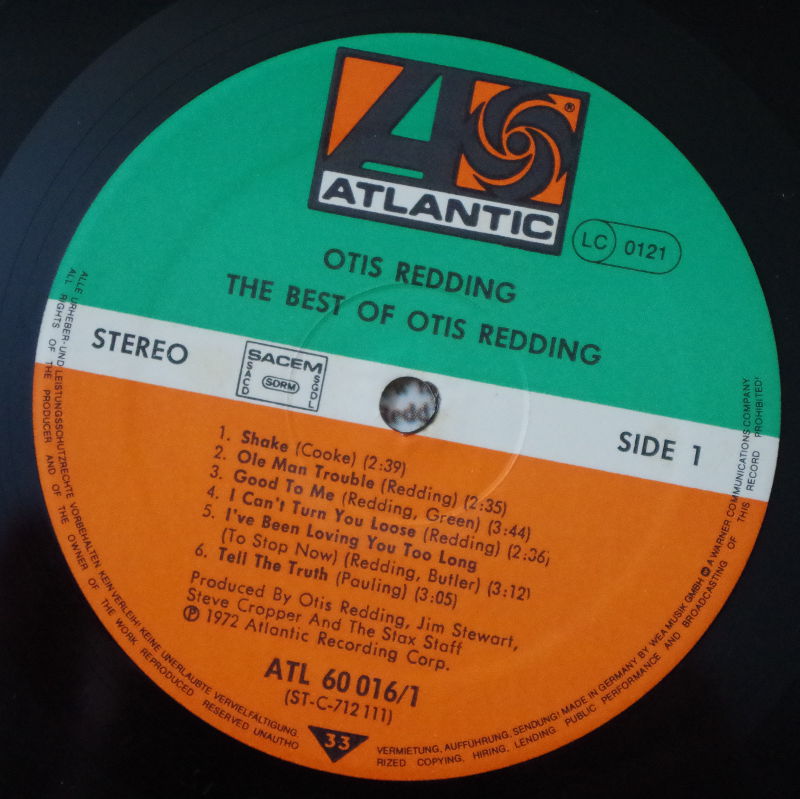 ATLANTIC
®
LC 0121
OTIS REDDING
THE BEST OF OTIS REDDING
STEREO
SACEM
SACD
SDRM
SGDL
SIDE 1
1. Shake (Cooke) (2:39)
2. Ole Man Trouble (Redding) (2:35)
3. Good To Me (Redding, Green) (3:44)
4. I Can't Turn You Loose (Redding) (2:36)
5. I've Been Loving You Too Long
(To Stop Now) (Redding, Butler) (3:12)
6. Tell The Truth (Pauling) (3:05)
Produced By Otis Redding, Jim Stewart,
Steve Cropper And The Stax Staff
℗ 1972 Atlantic Recording Corp.
ATL 60 016/1
(ST-C-712 111)
33
ALLE URHEBER- UND LEISTUNGSSCHUTZRECHTE VORBEHALTEN. KEIN VERLEIH! KEINE UNERLAUBTE VERVIELFÄLTIGUNG,
VERMIETUNG, AUFFÜHRUNG, SENDUNG! MADE IN GERMANY BY WEA MUSIK GMBH A WARNER COMMUNICATIONS COMPANY
ALL RIGHTS OF THE PRODUCER AND OF THE OWNER OF THE WORK REPRODUCED RESERVED UNAUTHO
RIZED COPYING, HIRING, LENDING, PUBLIC PERFORMANCE AND BROADCASTING OF THIS RECORD PROHIBITED!